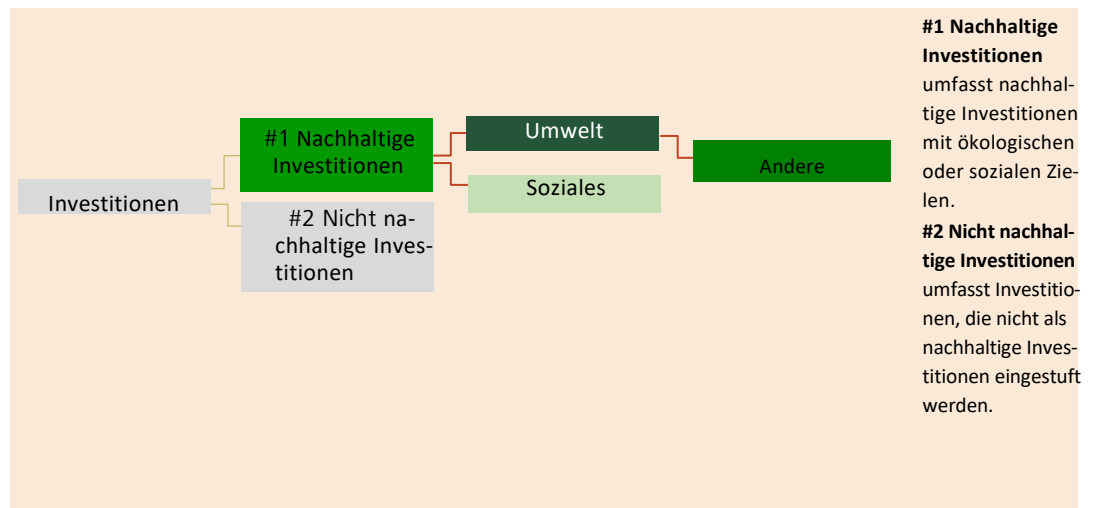 Investitionen
#1 Nachhaltige
Investitionen
#2 Nicht na-
chhaltige Inves-
titionen
Umwelt
Soziales
Andere
#1 Nachhaltige
Investitionen
umfasst nachhal-
tige Investitionen
mit ökologischen
oder sozialen Zie-
len.
#2 Nicht nachhal-
tige Investitionen
umfasst Investitio-
nen, die nicht als
nachhaltige Inves-
titionen eingestuft
werden.